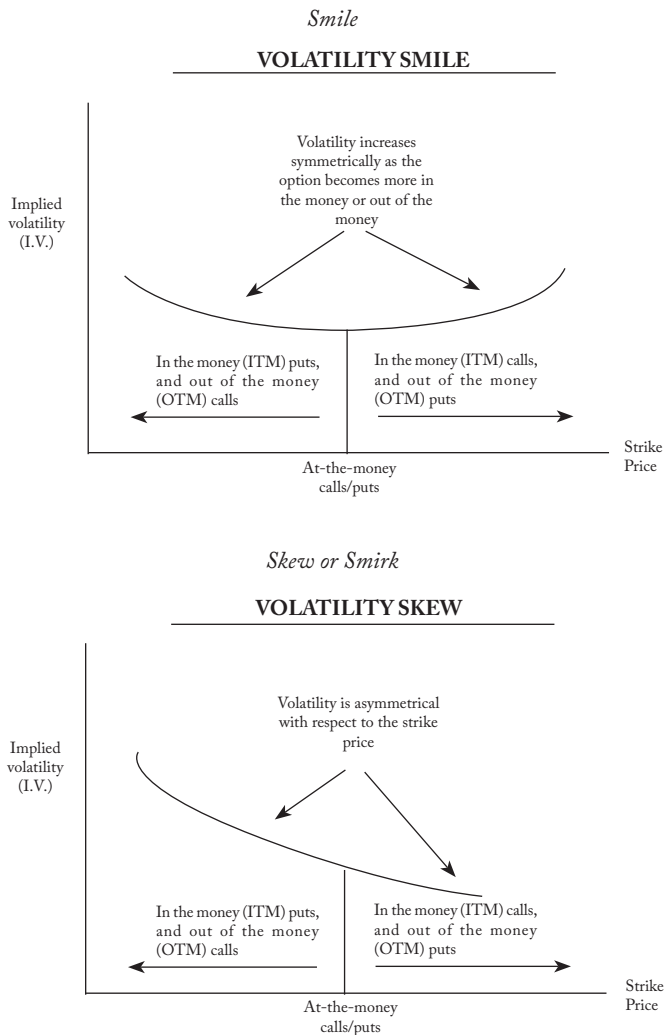 Smile
VOLATILITY SMILE
Volatility increases
symmetrically as the
option becomes more in
the money or out of the
money
Implied
volatility
(I.V.)
In the money (ITM) puts,
and out of the money
(OTM) calls
In the money (ITM) calls,
and out of the money
(OTM) puts
Strike
Price
At-the-money
calls/puts
Skew or Smirk
VOLATILITY SKEW
Volatility is asymmetrical
with respect to the strike
price
Implied
volatility
(I.V.)
In the money (ITM) puts,
and out of the money
(OTM) calls
In the money (ITM) calls,
and out of the money
(OTM) puts
Strike
Price
At-the-money
calls/puts